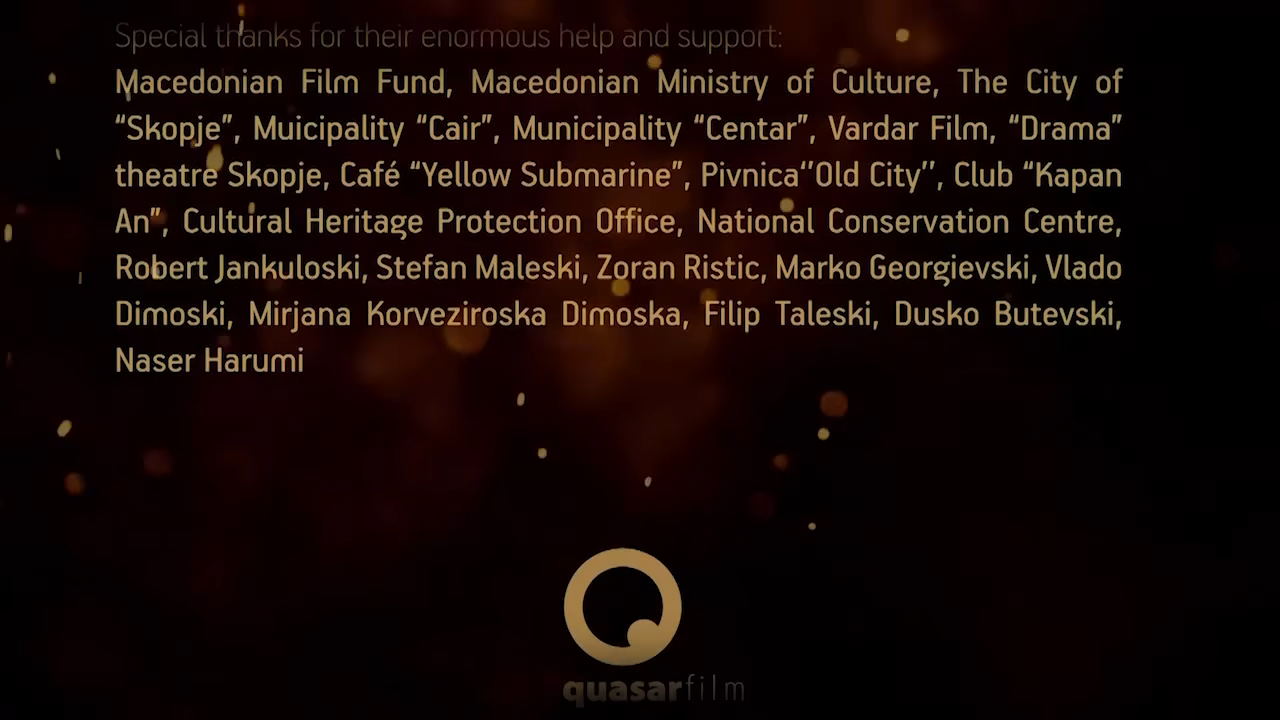 Special thanks for their enormous help and support:
Macedonian Film Fund, Macedonian Ministry of Culture, The City of
“Skopje”, Muicipality “Cair”, Municipality “Centar”, Vardar Film, “Drama”
theatre Skopje, Café “Yellow Submarine”, Pivnica‘’Old City’’, Club “Kapan
An”, Cultural Heritage Protection Office, National Conservation Centre,
Robert Jankuloski, Stefan Maleski, Zoran Ristic, Marko Georgievski, Vlado
Dimoski, Mirjana Korveziroska Dimoska, Filip Taleski, Dusko Butevski,
Naser Harumi
quasarfilm